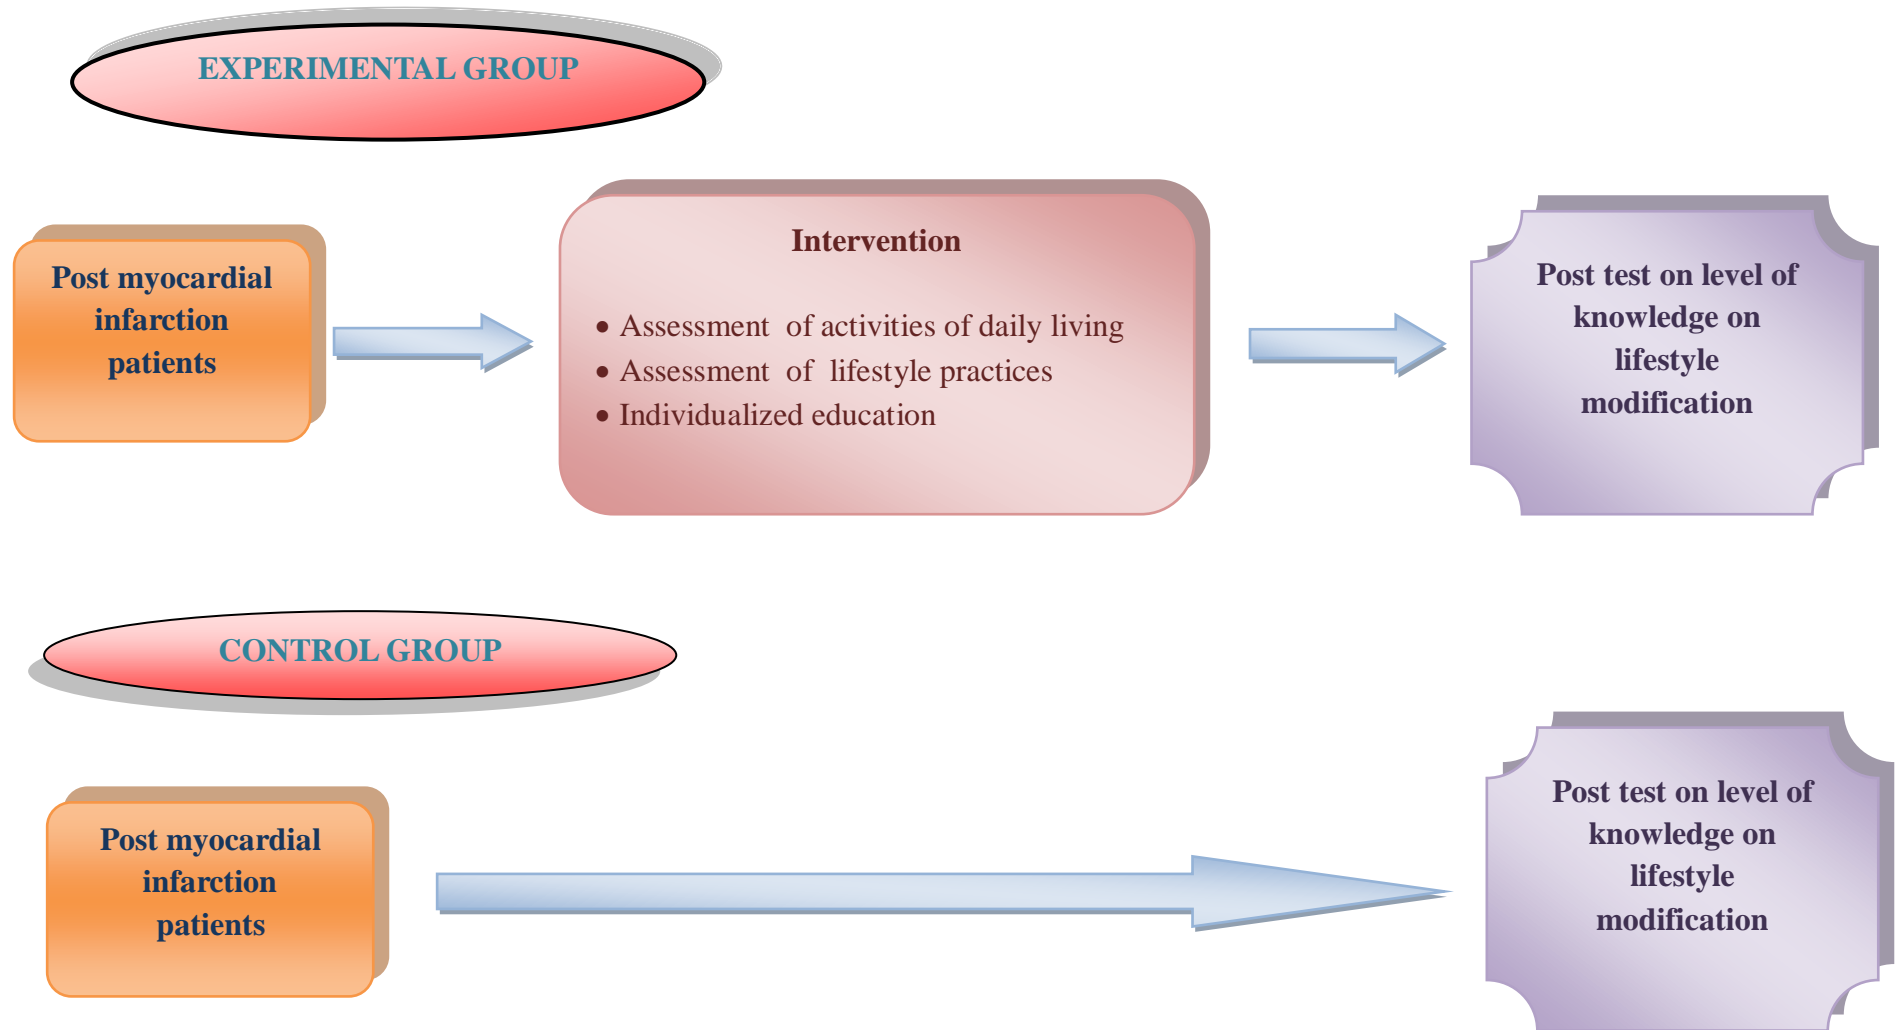 EXPERIMENTAL GROUP
Post myocardial
infarction
patients
Intervention
• Assessment of activities of daily living
• Assessment of lifestyle practices
• Individualized education
Post test on level of
knowledge on
lifestyle
modification
CONTROL GROUP
Post myocardial
infarction
patients
Post test on level of
knowledge on
lifestyle
modification